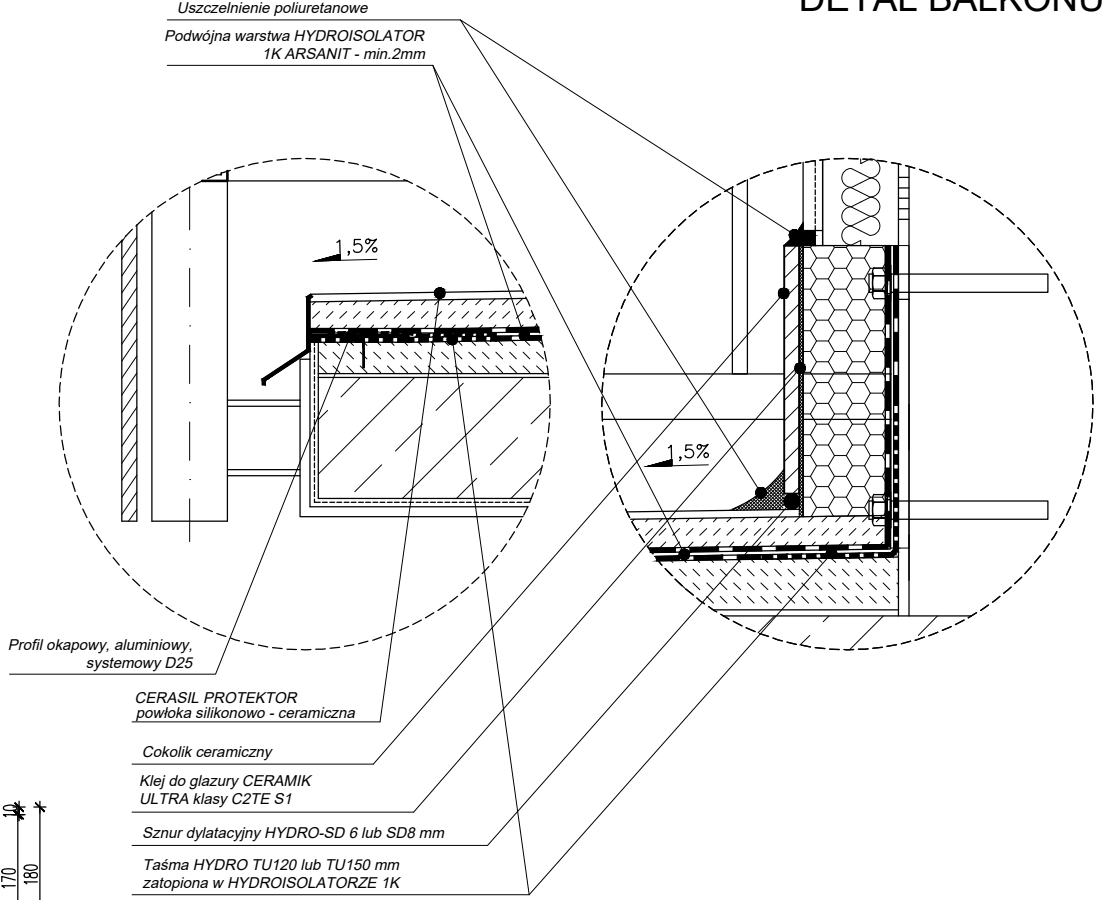 DETAL BALKONU
Uszczelnienie poliuretanowe
Podwójna warstwa HYDROISOLATOR
1K ARSANIT - min.2mm
1,5%
1,5%
Profil okapowy, aluminiowy,
systemowy D25
CERASIL PROTEKTOR
powłoka silikonowo - ceramiczna
Cokolik ceramiczny
Klej do glazury CERAMIK
ULTRA klasy C2TE S1
Sznur dylatacyjny HYDRO-SD 6 lub SD8 mm
Taśma HYDRO TU120 lub TU150 mm
zatopiona w HYDROISOLATORZE 1K
10
170
180